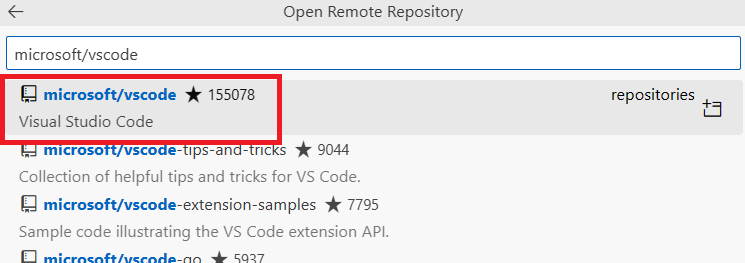 Open Remote Repository
microsoft/vscode
microsoft/vscode ★ 155078 repositories
Visual Studio Code
microsoft/vscode-tips-and-tricks ★ 9044
Collection of helpful tips and tricks for VS Code.
microsoft/vscode-extension-samples ★ 7795
Sample code illustrating the VS Code extension API.
microsoft/vscode-go ★ 5937